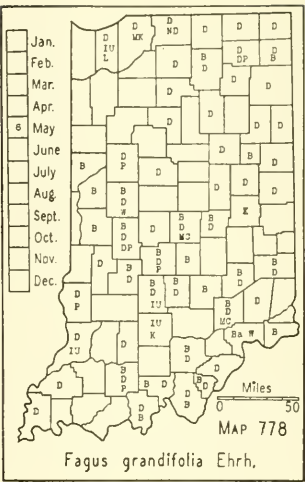 Jan.
Feb.
Mar.
Apr.
6 May
June
July
Aug.
Sept.
Oct.
Nov.
Dec.
D D D D D D
IU MK ND
L D D DP B
B
D
D D
D D D D
D D D
D B D
P
B B D B
D K
W
B B B B
D D D
DP MC
D B B B
D D
P
B B B D
D D D
IU MC
D D IU Ba W B
P K
D D B
IU D
D B B D B B
D D D
P
D D D
B B
Miles
0 50
MAP 778
Fagus grandifolia Ehrh.